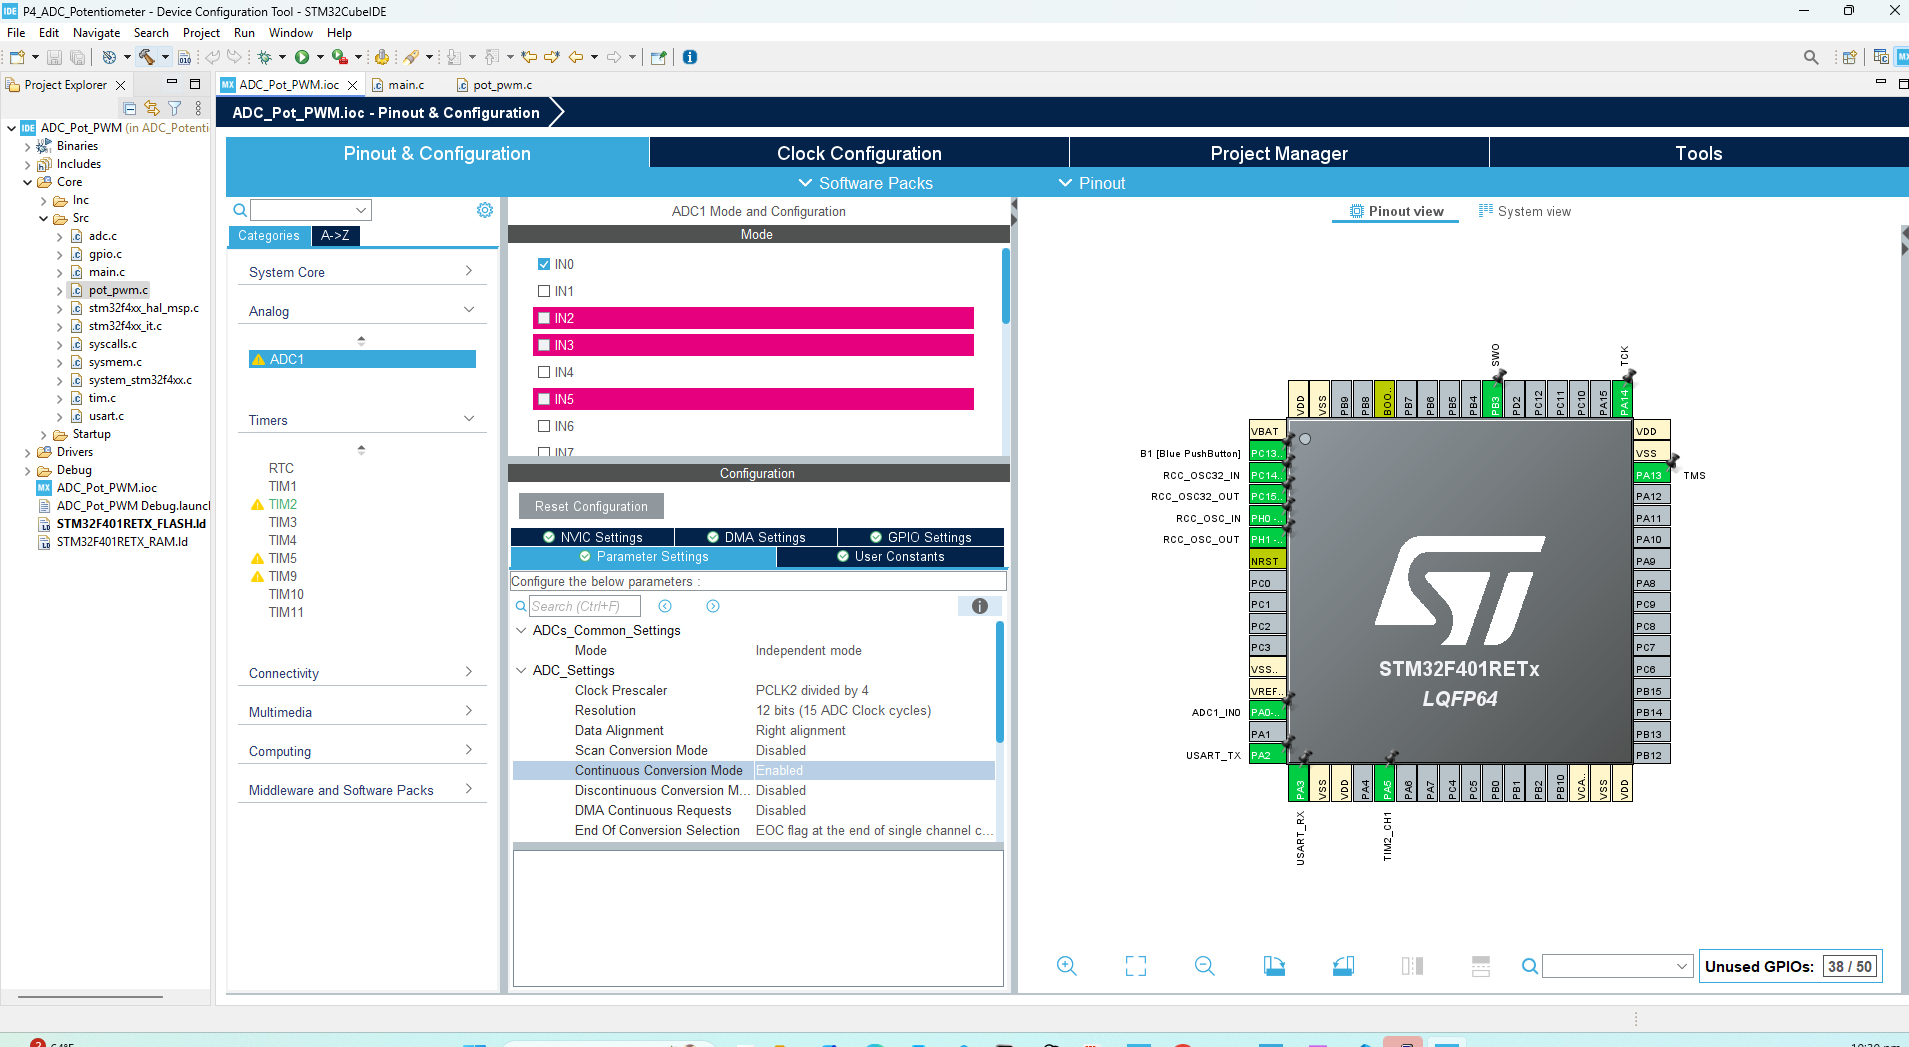 P4_ADC_Potentiometer - Device Configuration Tool - STM32CubeIDE
File Edit Navigate Search Project Run Window Help
Project Explorer
ADC_Pot_PWM.ioc
main.c
pot_pwm.c
ADC_Pot_PWM.ioc - Pinout & Configuration
ADC_Pot_PWM (in ADC_Potenti
Binaries
Includes
Core
Inc
Src
adc.c
gpio.c
main.c
pot_pwm.c
stm32f4xx_hal_msp.c
stm32f4xx_it.c
syscalls.c
sysmem.c
system_stm32f4xx.c
tim.c
usart.c
Startup
Drivers
Debug
ADC_Pot_PWM.ioc
ADC_Pot_PWM Debug.launcl
STM32F401RETX_FLASH.ld
STM32F401RETX_RAM.ld
Pinout & Configuration
Clock Configuration
Project Manager
Tools
Software Packs
Pinout
Categories
A->Z
System Core
Analog
ADC1
Timers
RTC
TIM1
TIM2
TIM3
TIM4
TIM5
TIM9
TIM10
TIM11
Connectivity
Multimedia
Computing
Middleware and Software Packs
ADC1 Mode and Configuration
Mode
IN0
IN1
IN2
IN3
IN4
IN5
IN6
IN7
Configuration
Reset Configuration
NVIC Settings
DMA Settings
GPIO Settings
Parameter Settings
User Constants
Configure the below parameters :
Search (Ctrl+F)
ADCs_Common_Settings
Mode Independent mode
ADC_Settings
Clock Prescaler PCLK2 divided by 4
Resolution 12 bits (15 ADC Clock cycles)
Data Alignment Right alignment
Scan Conversion Mode Disabled
Continuous Conversion Mode Enabled
Discontinuous Conversion M... Disabled
DMA Continuous Requests Disabled
End Of Conversion Selection EOC flag at the end of single channel c...
Pinout view
System view
SWO
TCK
VDD VSS PB9 PB8 BOO.. PB7 PB6 PB5 PB4 PB3 PD2 PC12 PC11 PC10 PA15 PA14
VBAT
B1 [Blue PushButton] PC13..
RCC_OSC32_IN PC14..
RCC_OSC32_OUT PC15..
RCC_OSC_IN PH0 -..
RCC_OSC_OUT PH1 -..
NRST
PC0
PC1
PC2
PC3
VSS..
VREF..
ADC1_IN0 PA0-..
PA1
USART_TX PA2
VDD
VSS
PA13 TMS
PA12
PA11
PA10
PA9
PA8
PC9
PC8
PC7
PC6
PB15
PB14
PB13
PB12
STM32F401RETx
LQFP64
PA3 VSS VDD PA4 PA5 PA6 PA7 PC4 PC5 PB0 PB1 PB2 PB10 VCA.. VSS VDD
USART_RX
TIM2_CH1
Unused GPIOs: 38 / 50